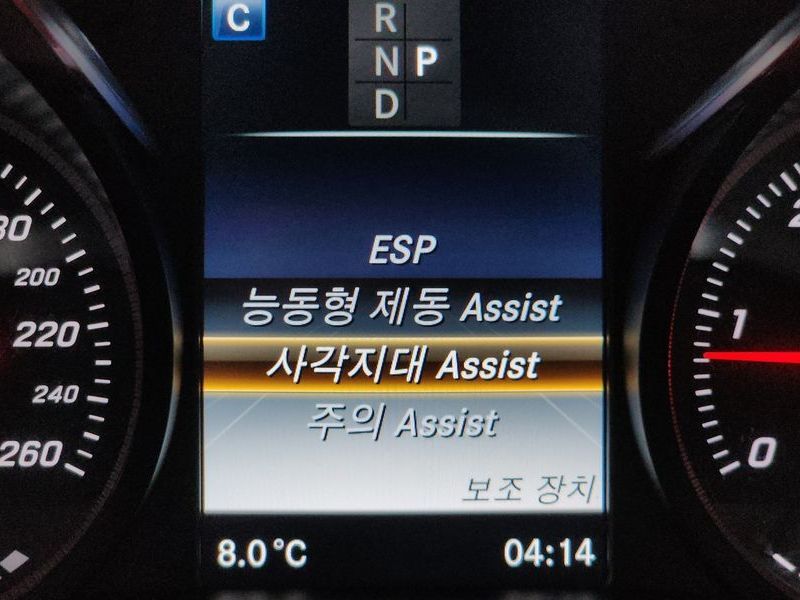 C
R
N P
D
ESP
능동형 제동 Assist
사각지대 Assist
주의 Assist
보조 장치
8.0 °C
04:14
200
220
240
260
1
0